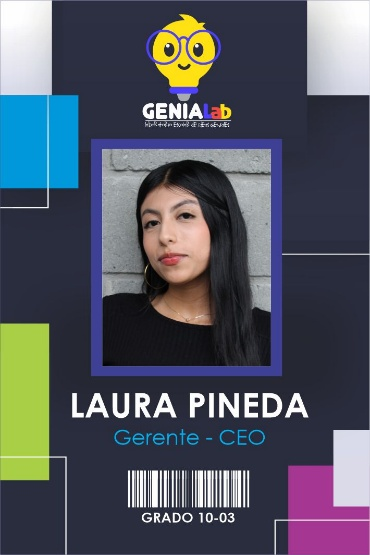 GENIALab
LAURA PINEDA
Gerente - CEO
GRADO 10-03